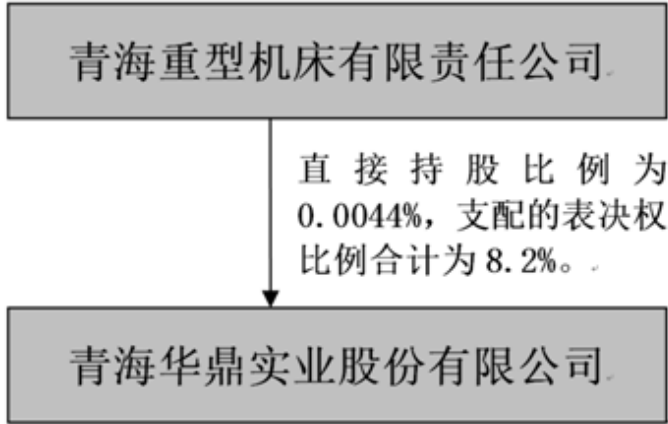 青海重型机床有限责任公司
直接持股比例为
0.0044%，支配的表决权
比例合计为 8.2%。
青海华鼎实业股份有限公司